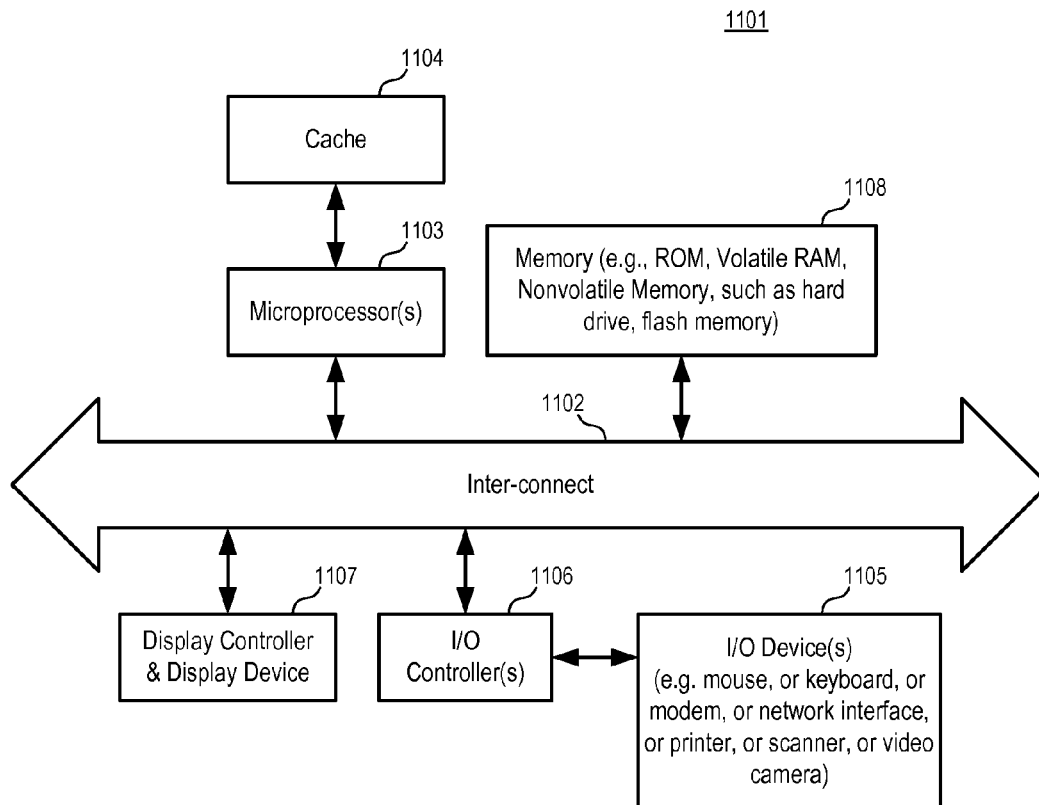 1101
1104
Cache
1103
Microprocessor(s)
1108
Memory (e.g., ROM, Volatile RAM,
Nonvolatile Memory, such as hard
drive, flash memory)
1102
Inter-connect
1107
Display Controller
& Display Device
1106
I/O
Controller(s)
1105
I/O Device(s)
(e.g. mouse, or keyboard, or
modem, or network interface,
or printer, or scanner, or video
camera)